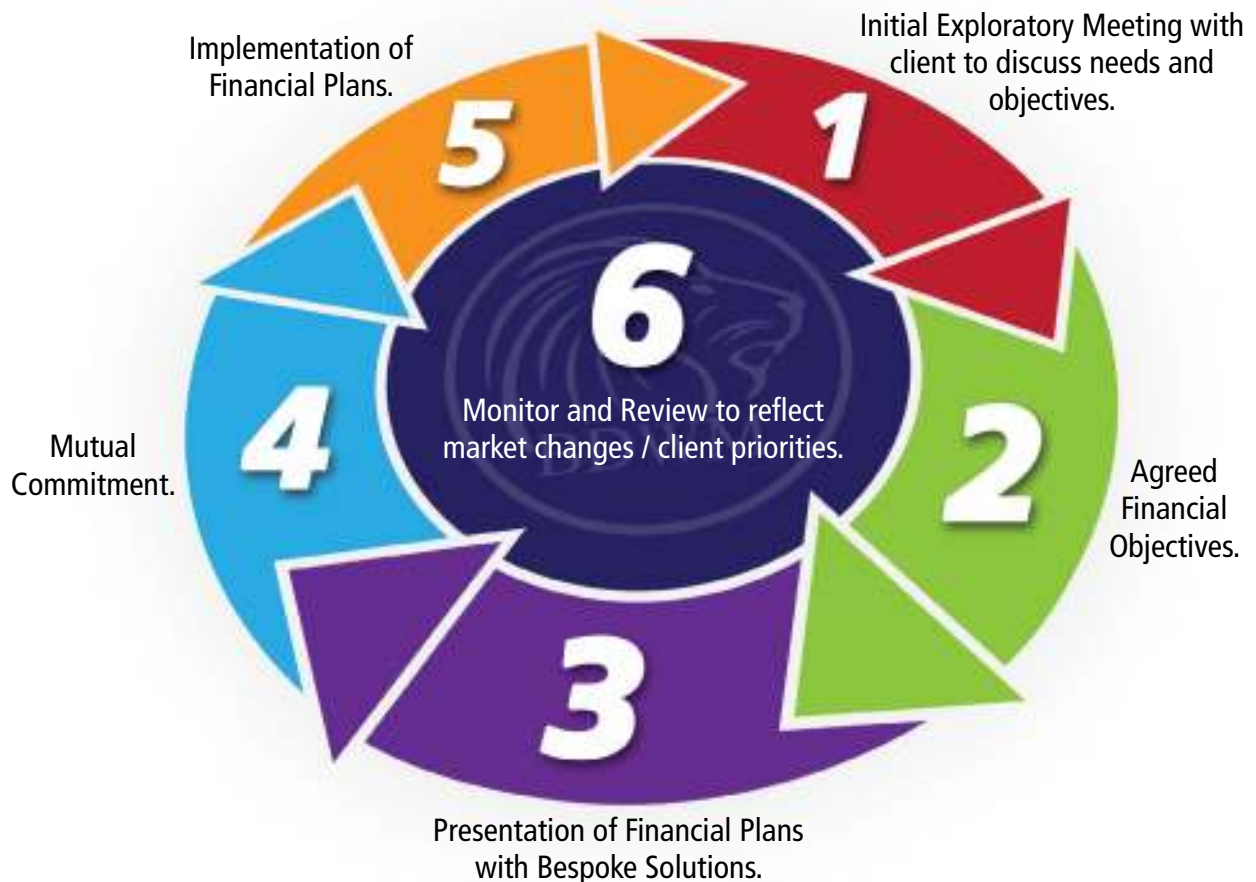 1
Initial Exploratory Meeting with
client to discuss needs and
objectives.
2
Agreed
Financial
Objectives.
3
Presentation of Financial Plans
with Bespoke Solutions.
4
Mutual
Commitment.
5
Implementation of
Financial Plans.
6
Monitor and Review to reflect
market changes / client priorities.